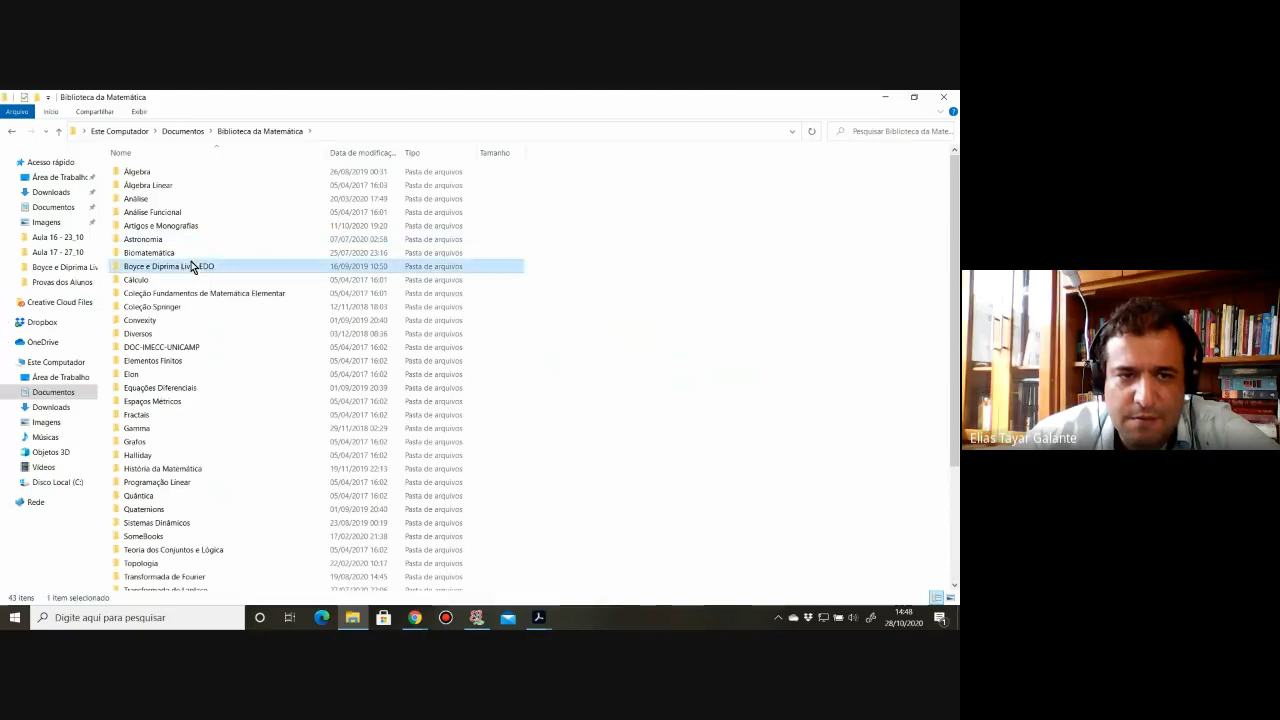 Biblioteca da Matemática
Arquivo Início Compartilhar Exibir
Este Computador Documentos Biblioteca da Matemática
Pesquisar Biblioteca da Mate...
Nome Data de modificaç... Tipo Tamanho
Acesso rápido
Área de Trabalho
Downloads
Documentos
Imagens
Aula 16 - 23_10
Aula 17 - 27_10
Boyce e Diprima Liv
Provas dos Alunos
Creative Cloud Files
Dropbox
OneDrive
Este Computador
Área de Trabalho
Documentos
Downloads
Imagens
Músicas
Objetos 3D
Vídeos
Disco Local (C:)
Rede
Álgebra 26/08/2019 00:31 Pasta de arquivos
Álgebra Linear 05/04/2017 16:03 Pasta de arquivos
Análise 20/03/2020 17:49 Pasta de arquivos
Análise Funcional 05/04/2017 16:01 Pasta de arquivos
Artigos e Monografias 11/10/2020 19:20 Pasta de arquivos
Astronomia 07/07/2020 02:58 Pasta de arquivos
Biomatemática 25/07/2020 23:16 Pasta de arquivos
Boyce e Diprima Liv EDO 16/09/2019 10:50 Pasta de arquivos
Cálculo 05/04/2017 16:01 Pasta de arquivos
Coleção Fundamentos de Matemática Elementar 05/04/2017 16:01 Pasta de arquivos
Coleção Springer 12/11/2018 18:03 Pasta de arquivos
Convexity 01/09/2019 20:40 Pasta de arquivos
Diversos 03/12/2018 08:36 Pasta de arquivos
DOC-IMECC-UNICAMP 05/04/2017 16:02 Pasta de arquivos
Elementos Finitos 05/04/2017 16:02 Pasta de arquivos
Elon 05/04/2017 16:02 Pasta de arquivos
Equações Diferenciais 01/09/2019 20:39 Pasta de arquivos
Espaços Métricos 05/04/2017 16:02 Pasta de arquivos
Fractais 05/04/2017 16:02 Pasta de arquivos
Gamma 29/11/2018 02:29 Pasta de arquivos
Grafos 05/04/2017 16:02 Pasta de arquivos
Halliday 05/04/2017 16:02 Pasta de arquivos
História da Matemática 19/11/2019 22:13 Pasta de arquivos
Programação Linear 05/04/2017 16:02 Pasta de arquivos
Quântica 05/04/2017 16:02 Pasta de arquivos
Quaternions 01/09/2019 20:40 Pasta de arquivos
Sistemas Dinâmicos 23/08/2019 00:19 Pasta de arquivos
SomeBooks 17/02/2020 21:38 Pasta de arquivos
Teoria dos Conjuntos e Lógica 05/04/2017 16:02 Pasta de arquivos
Topologia 22/02/2020 10:17 Pasta de arquivos
Transformada de Fourier 19/08/2020 14:45 Pasta de arquivos
43 itens 1 item selecionado
Digite aqui para pesquisar
14:48
28/10/2020
Elias Tayar Galante